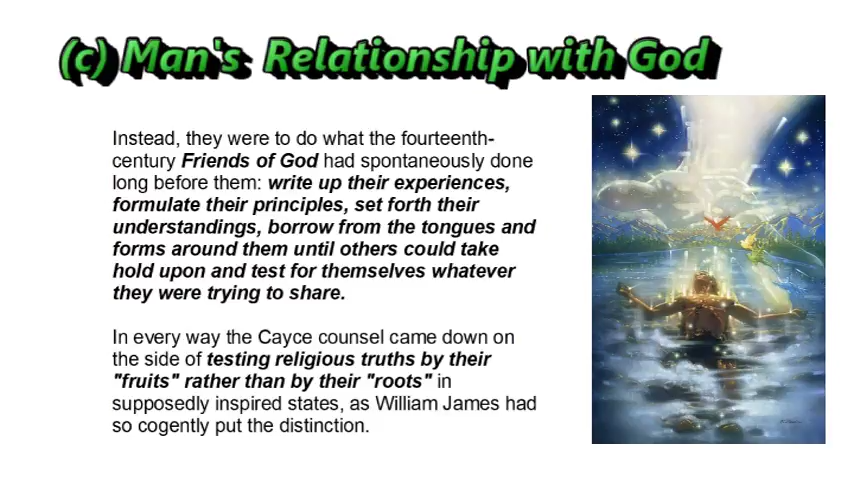 (c) Man's Relationship with God
Instead, they were to do what the fourteenth-
century Friends of God had spontaneously done
long before them: write up their experiences,
formulate their principles, set forth their
understandings, borrow from the tongues and
forms around them until others could take
hold upon and test for themselves whatever
they were trying to share.
In every way the Cayce counsel came down on
the side of testing religious truths by their
"fruits" rather than by their "roots" in
supposedly inspired states, as William James had
so cogently put the distinction.